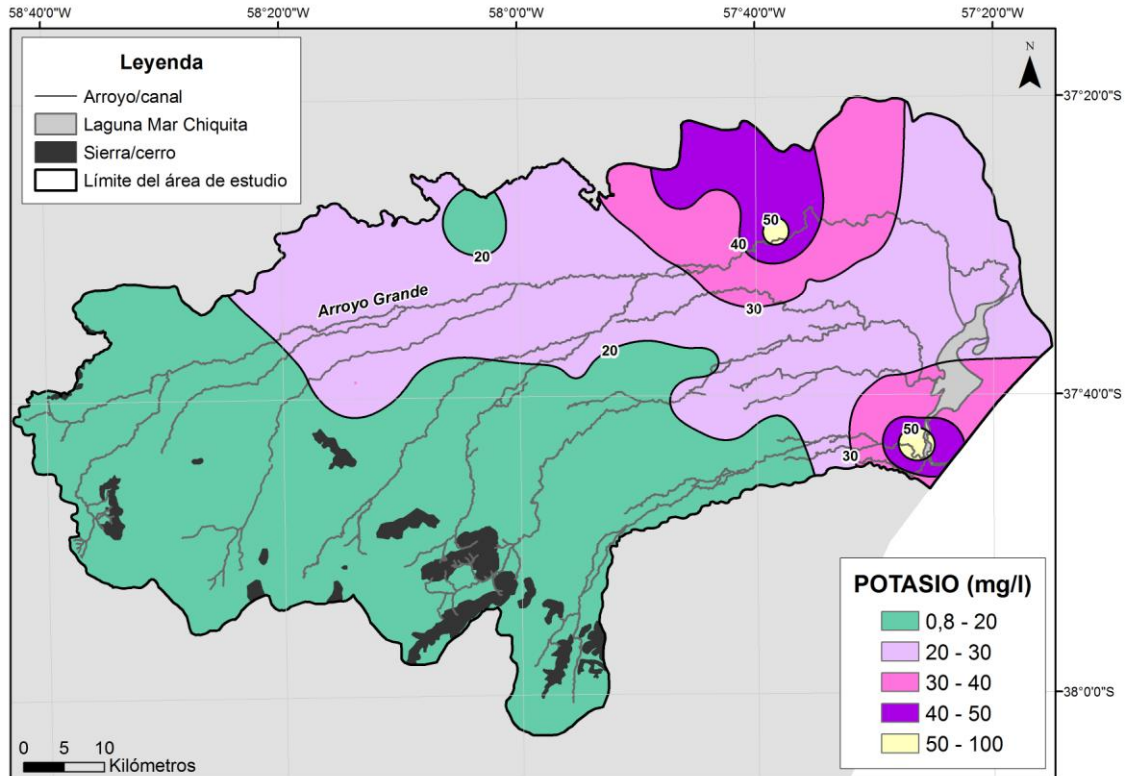 58°40'0"W
58°20'0"W
58°0'0"W
57°40'0"W
57°20'0"W
Leyenda
Arroyo/canal
Laguna Mar Chiquita
Sierra/cerro
Límite del área de estudio
N
37°20'0"S
50
40
20
Arroyo Grande
30
20
37°40'0"S
50
30
POTASIO (mg/l)
0,8 - 20
20 - 30
30 - 40
40 - 50
50 - 100
38°0'0"S
0 5 10
Kilómetros